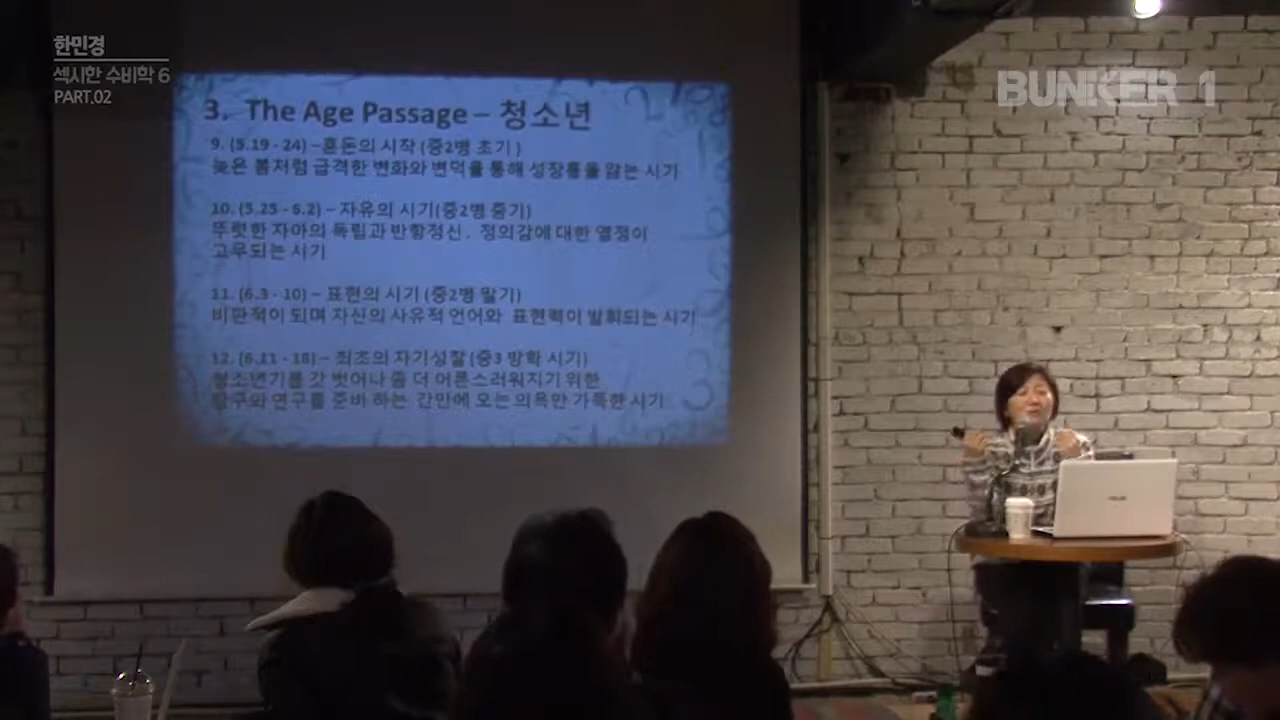 한민경
섹시한 수비학 6
PART.02
BUNKER 1
3. The Age Passage – 청소년
9. (5.19 - 24) –혼돈의 시작 (중2병 초기 )
늦은 봄처럼 급격한 변화와 변덕을 통해 성장통을 앓는 시기
10. (5.25 - 6.2) – 자유의 시기(중2병 중기)
뚜렷한 자아의 독립과 반항정신 . 정의감에 대한 열정이
고무되는 시기
11. (6.3 - 10) – 표현의 시기 (중2병 말기)
비판적이 되며 자신의 사유적 언어와 표현력이 발휘되는 시기
12. (6.11 - 18) – 최초의 자기성찰 (중3 방학 시기)
청소년기를 갓 벗어나 좀 더 어른스러워지기 위한
탐구와 연구를 준비 하는 간만에 오는 의욕만 가득한 시기